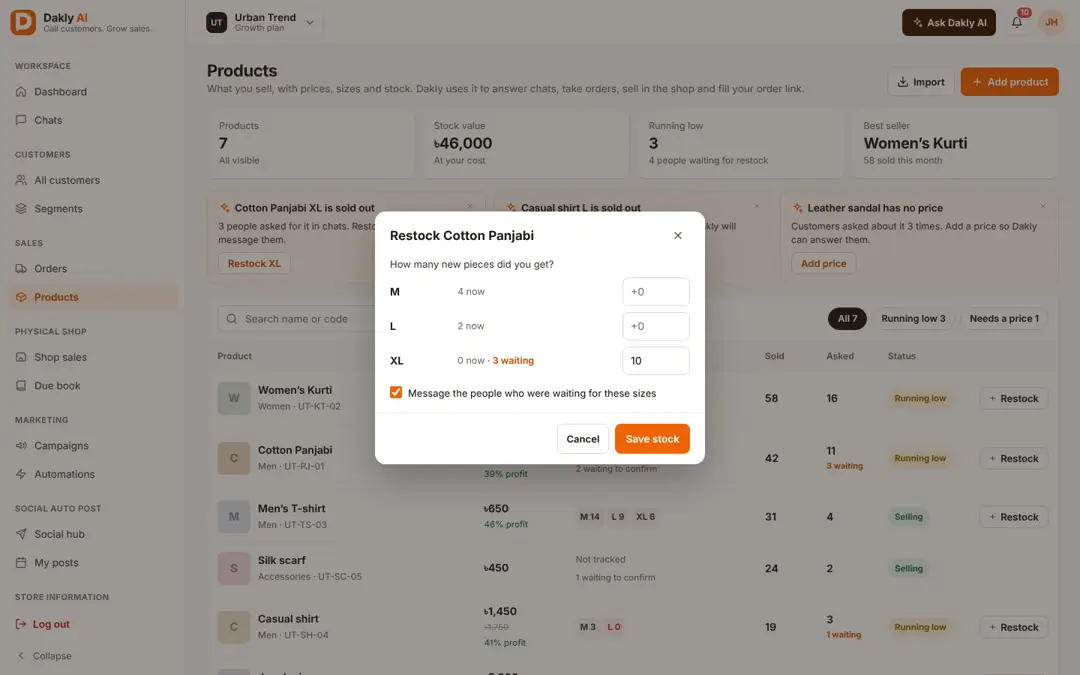 Dakly AI
Call customers. Grow sales.
UT
Urban Trend
Growth plan
Ask Dakly AI
10
JH
WORKSPACE
Dashboard
Chats
CUSTOMERS
All customers
Segments
SALES
Orders
Products
PHYSICAL SHOP
Shop sales
Due book
MARKETING
Campaigns
Automations
SOCIAL AUTO POST
Social hub
My posts
STORE INFORMATION
Log out
Collapse
Products
What you sell, with prices, sizes and stock. Dakly uses it to answer chats, take orders, sell in the shop and fill your order link.
Import
+ Add product
Products
7
All visible
Stock value
৳46,000
At your cost
Running low
3
4 people waiting for restock
Best seller
Women's Kurti
58 sold this month
Cotton Panjabi XL is sold out
3 people asked for it in chats.
message them.
Restock XL
Casual shirt L is sold out
will
Leather sandal has no price
Customers asked about it 3 times. Add a price so Dakly
can answer them.
Add price
Restock Cotton Panjabi
How many new pieces did you get?
M 4 now +0
L 2 now +0
XL 0 now · 3 waiting 10
Message the people who were waiting for these sizes
Cancel
Save stock
Search name or code
All 7
Running low 3
Needs a price 1
Product Sold Asked Status
W
Women's Kurti
Women · UT-KT-02
58 16 Running low + Restock
C
Cotton Panjabi
Men · UT-PJ-01
39% profit
2 waiting to confirm
42
11
3 waiting
Running low + Restock
M
Men's T-shirt
Men · UT-TS-03
৳650
46% profit
M 14 L 9 XL 6
31 4 Selling + Restock
S
Silk scarf
Accessories · UT-SC-05
৳450
Not tracked
1 waiting to confirm
24 2 Selling
C
Casual shirt
Men · UT-SH-04
৳1,450
৳1,750
41% profit
M 3 L 0
19
3
1 waiting
Running low + Restock